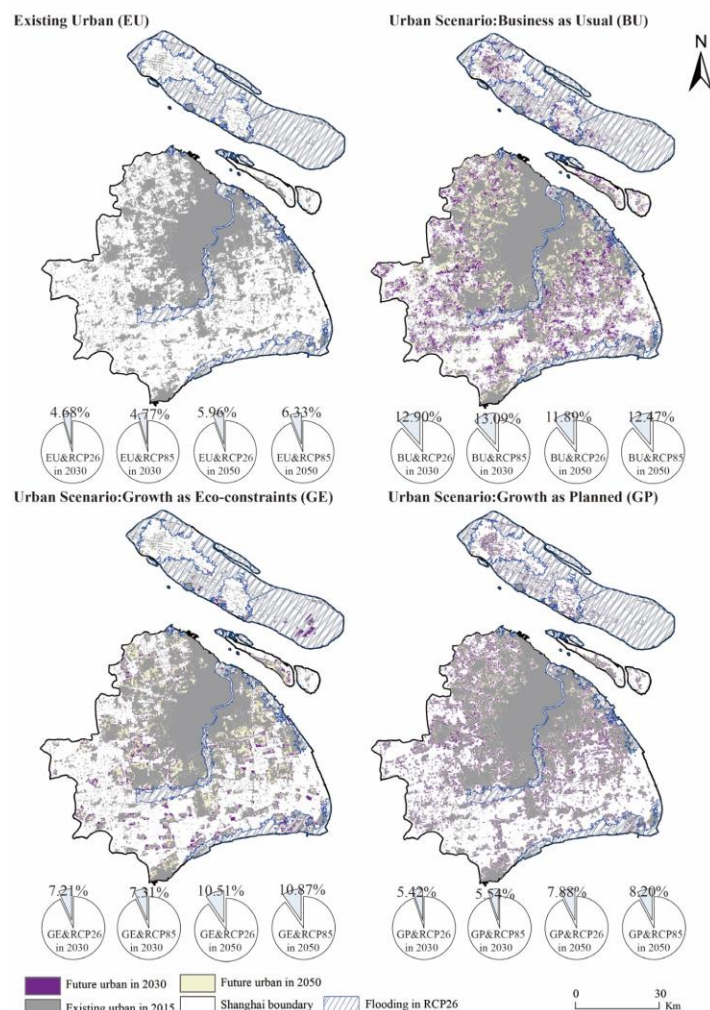 Existing Urban (EU)
Urban Scenario:Business as Usual (BU)
N
4.68%
4.77%
5.96%
6.33%
EU&RCP26
in 2030
EU&RCP85
in 2030
EU&RCP26
in 2050
EU&RCP85
in 2050
12.90%
13.09%
11.89%
12.47%
BU&RCP26
in 2030
BU&RCP85
in 2030
BU&RCP26
in 2050
BU&RCP85
in 2050
Urban Scenario:Growth as Eco-constraints (GE)
Urban Scenario:Growth as Planned (GP)
7.21%
7.31%
10.51%
10.87%
GE&RCP26
in 2030
GE&RCP85
in 2030
GE&RCP26
in 2050
GE&RCP85
in 2050
5.42%
5.54%
7.88%
8.20%
GP&RCP26
in 2030
GP&RCP85
in 2030
GP&RCP26
in 2050
GP&RCP85
in 2050
Future urban in 2030
Future urban in 2050
Existing urban in 2015
Shanghai boundary
Flooding in RCP26
0 30
Km